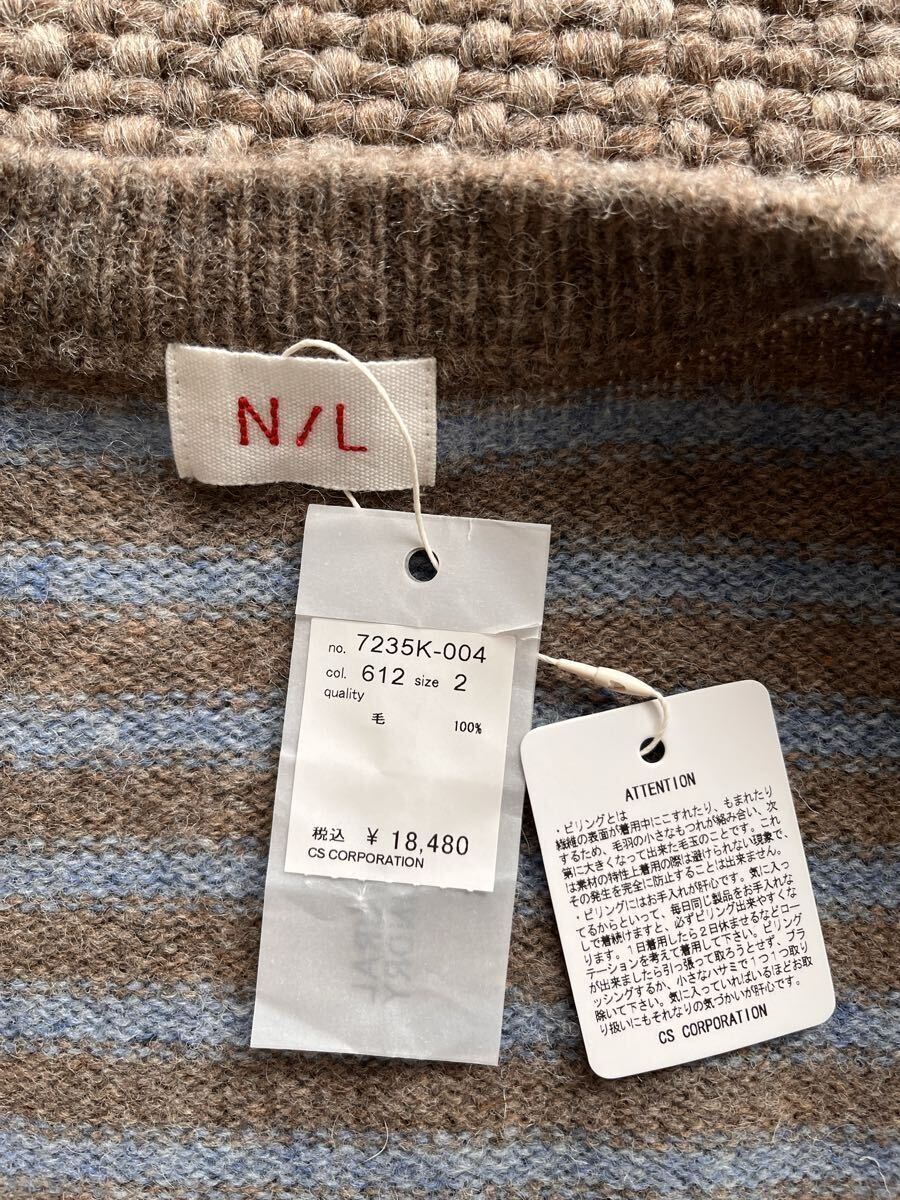 N/L
no. 7235K-004
col. 612 size 2
quality
毛 100%
税込 ¥ 18,480
CS CORPORATION
ATTENTION
・ピリングとは
繊維の表面が着用中にこすれたり、もまれたり
するため、毛羽の小さなもつれが絡み合い、次
第に大きくなって出来た毛玉のことです。これ
は素材の特性上着用の際は避けられない現象で、
その発生を完全に防止することは出来ません。
・ピリングにはお手入れが肝心です。気に入っ
てるからといって、毎日同じ製品をお手入れな
しで着続けますと、必ずピリング出来やすくな
ります。1日着用したら2日休ませるなどロー
テーションを考えて着用して下さい。ピリング
が出来ましたら引っ張って取ろうとせず、ブラ
ッシングするか、小さなハサミで1つ1つ取り
除いて下さい。気に入っていればいるほどお取
り扱いにもそれなりの気づかいが肝心です。
CS CORPORATION